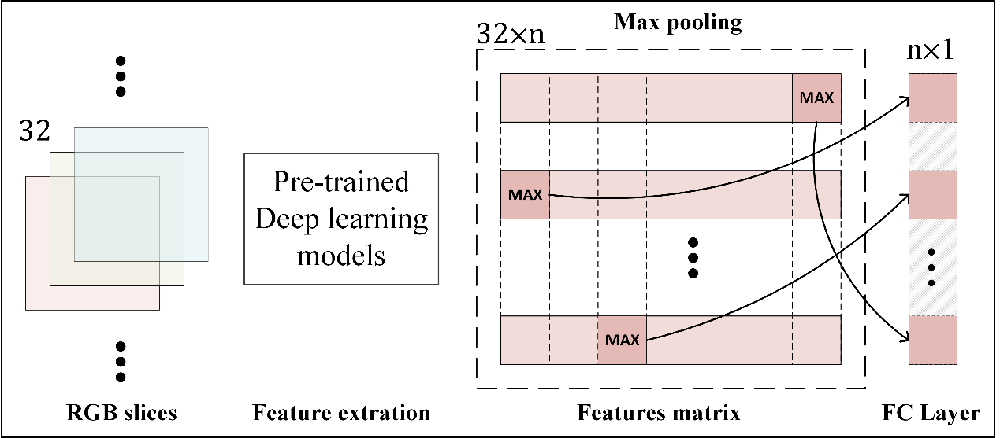 Max pooling
32×n
n×1
32
MAX
MAX
MAX
Pre-trained
Deep learning
models
RGB slices
Feature extration
Features matrix
FC Layer